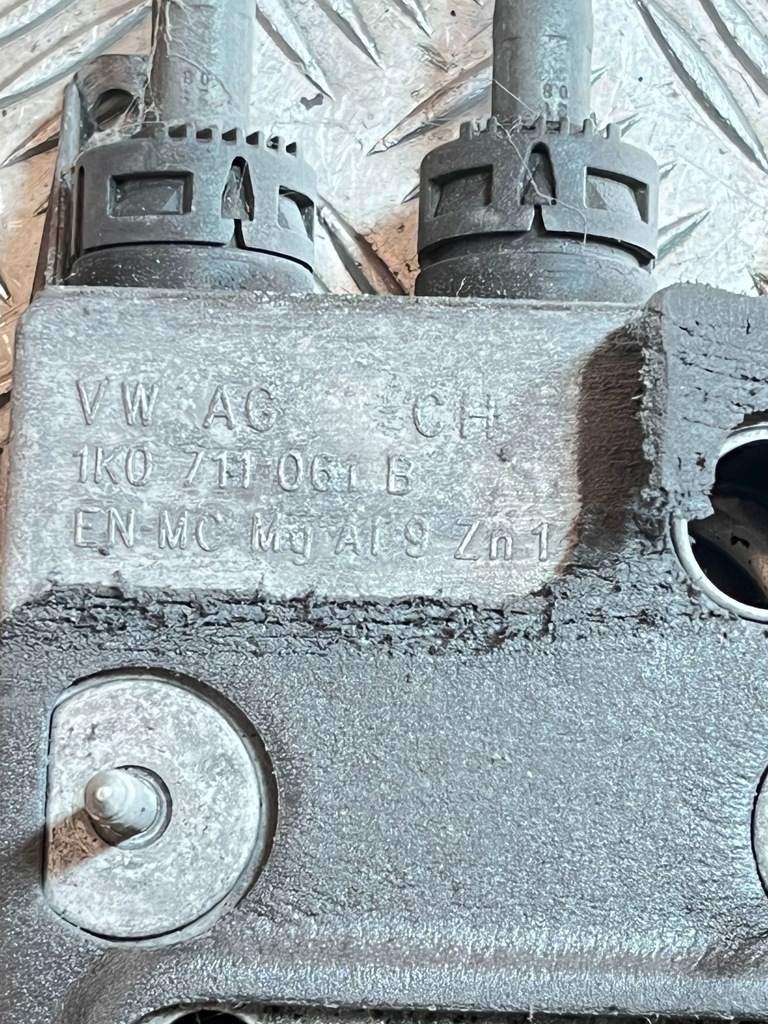 VW AG CH
1K0 711 061 B
EN-MC Mg Al 9 Zn 1